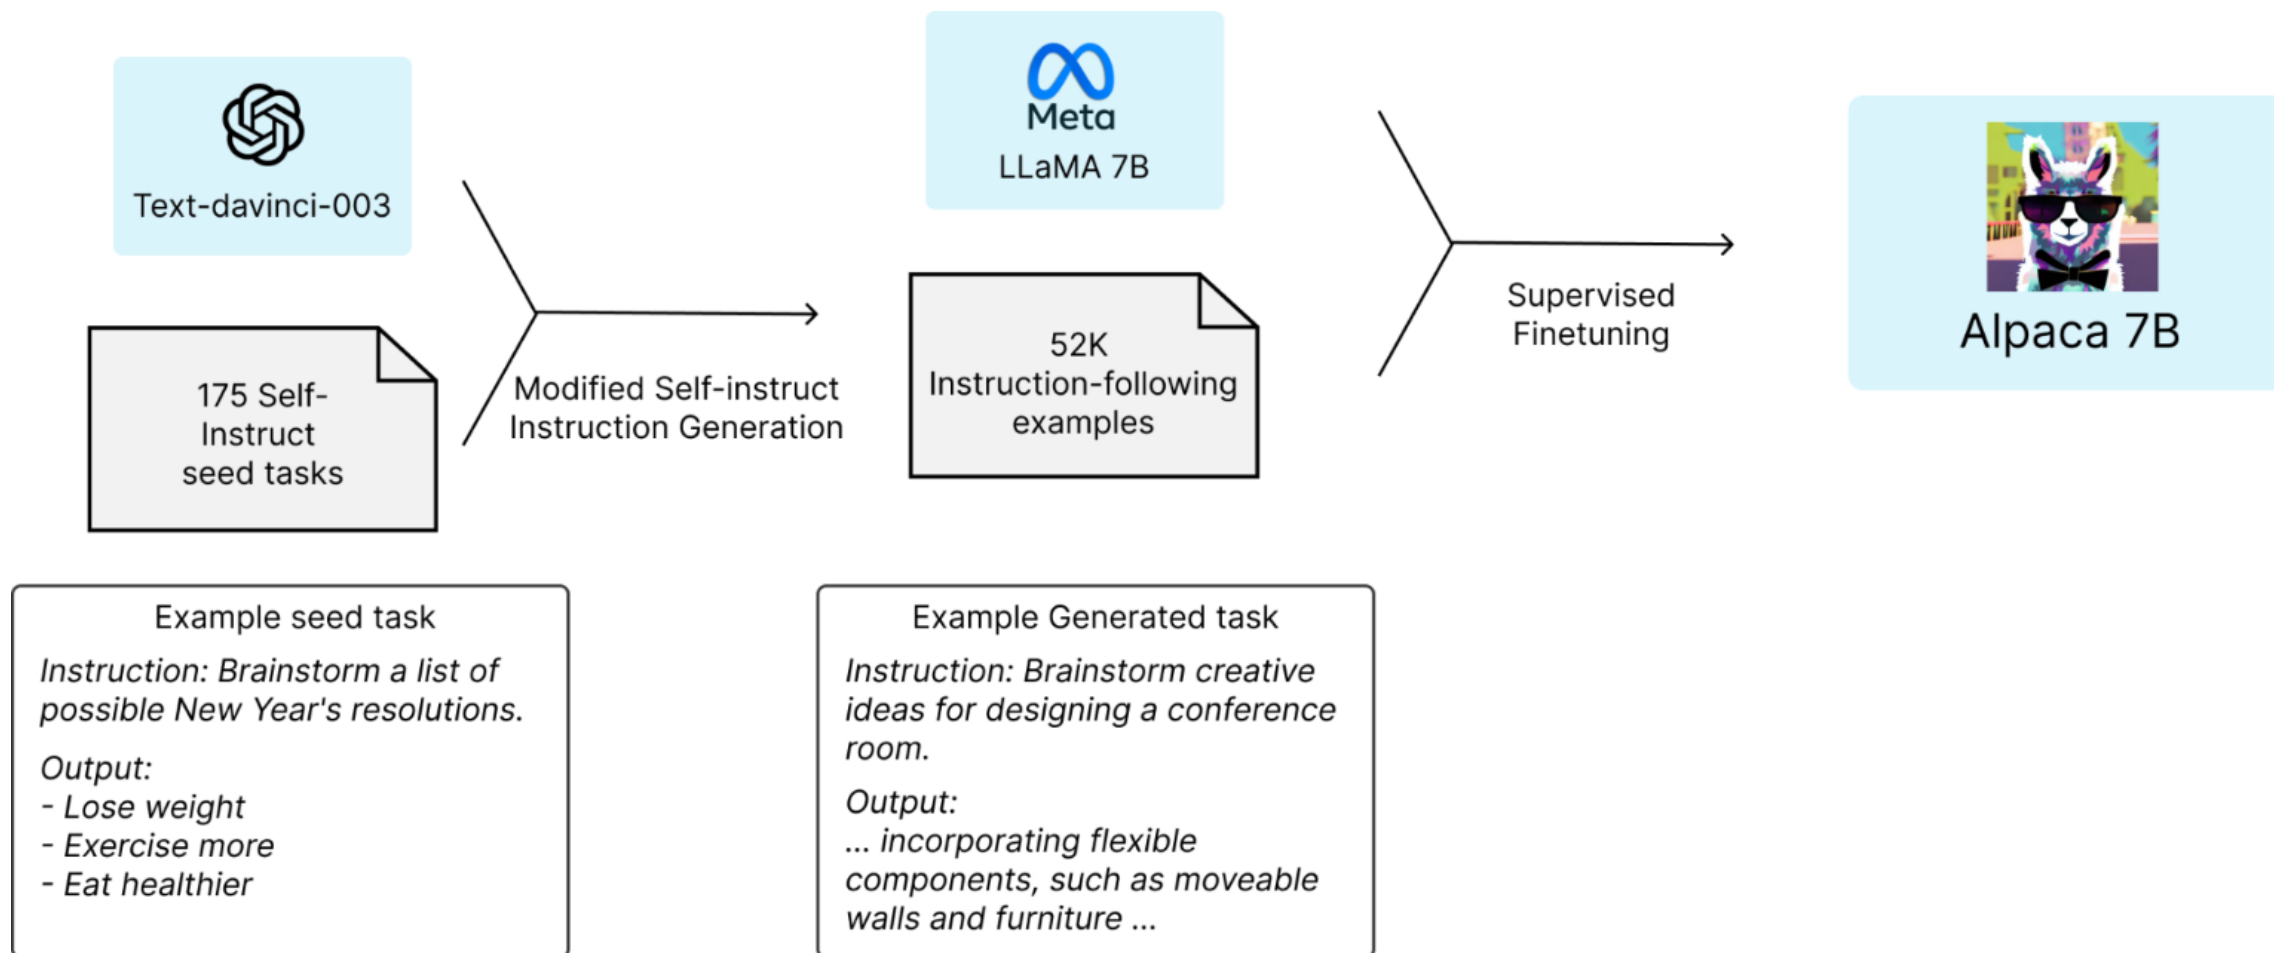 Text-davinci-003
175 Self-
Instruct
seed tasks
Modified Self-instruct
Instruction Generation
Meta
LLaMA 7B
52K
Instruction-following
examples
Supervised
Finetuning
Alpaca 7B
Example seed task
Instruction: Brainstorm a list of
possible New Year's resolutions.
Output:
- Lose weight
- Exercise more
- Eat healthier
Example Generated task
Instruction: Brainstorm creative
ideas for designing a conference
room.
Output:
... incorporating flexible
components, such as moveable
walls and furniture ...